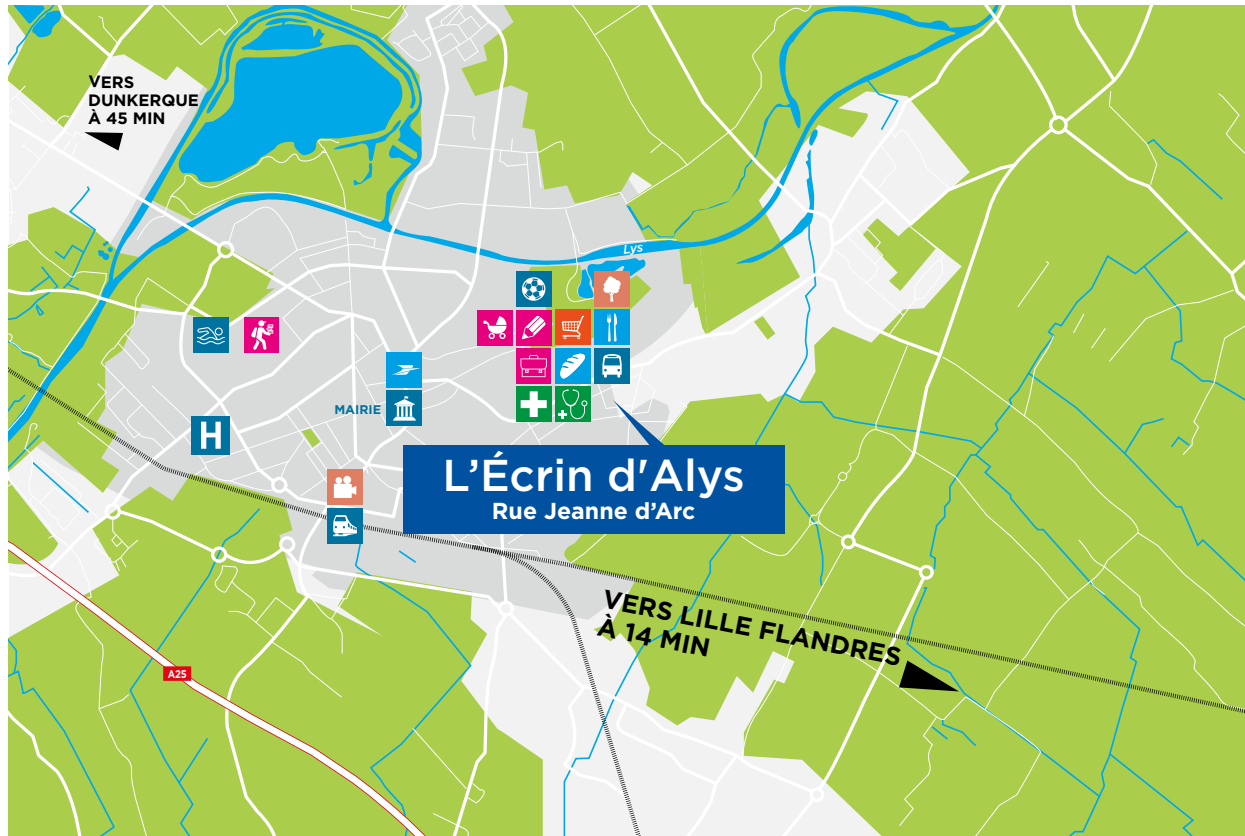 VERS
DUNKERQUE
À 45 MIN
Lys
MAIRIE
H
L'Écrin d'Alys
Rue Jeanne d'Arc
VERS LILLE FLANDRES
À 14 MIN
A25